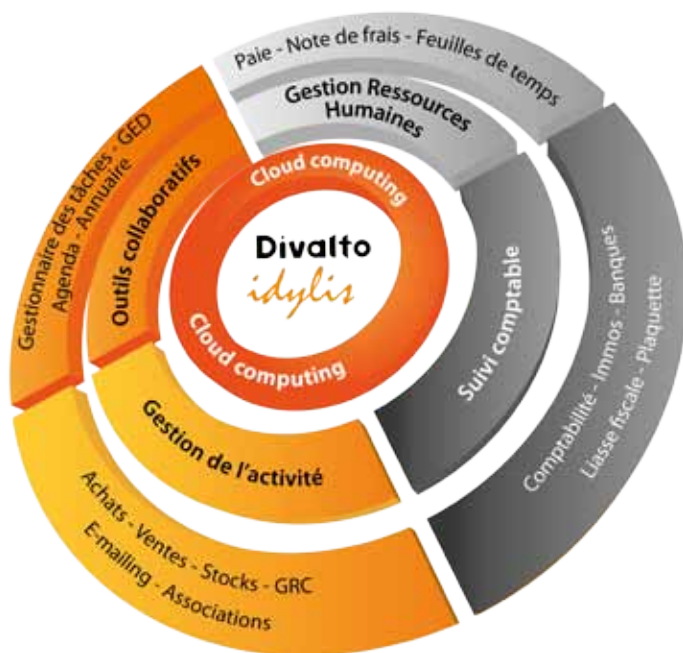 Paie - Note de frais - Feuilles de temps
Gestion Ressources
Humaines
Cloud computing
Divalto
idylis
Cloud computing
Outils collaboratifs
Gestionnaire des tâches - GED
Agenda - Annuaire
Suivi comptable
Comptabilité - Immos - Banques
Liasse fiscale - Plaquette
Gestion de l'activité
Achats - Ventes - Stocks - GRC
E-mailing - Associations